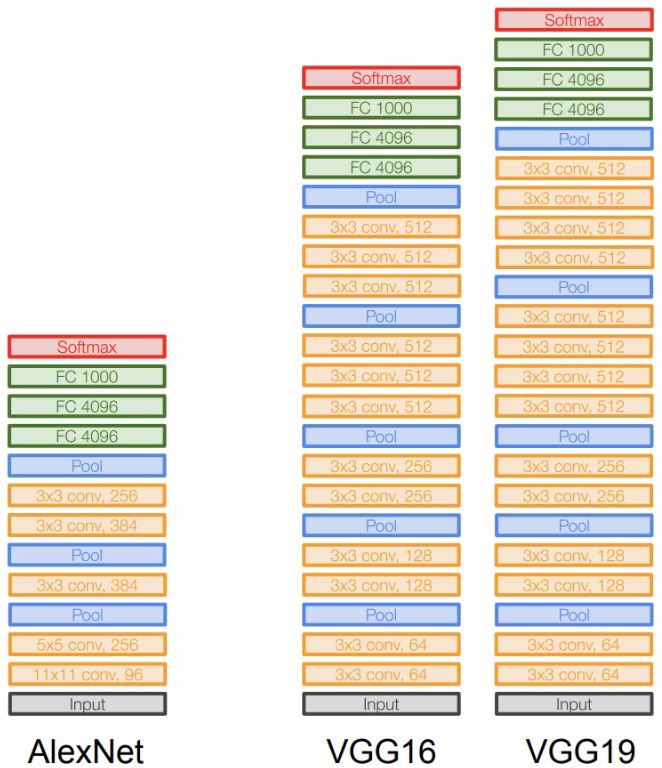 Softmax
FC 1000
FC 4096
FC 4096
Pool
3x3 conv, 256
3x3 conv, 384
Pool
3x3 conv, 384
Pool
5x5 conv, 256
11x11 conv, 96
Input
AlexNet
Softmax
FC 1000
FC 4096
FC 4096
Pool
3x3 conv, 512
3x3 conv, 512
3x3 conv, 512
Pool
3x3 conv, 512
3x3 conv, 512
3x3 conv, 512
Pool
3x3 conv, 256
3x3 conv, 256
Pool
3x3 conv, 128
3x3 conv, 128
Pool
3x3 conv, 64
3x3 conv, 64
Input
VGG16
Softmax
FC 1000
FC 4096
FC 4096
Pool
3x3 conv, 512
3x3 conv, 512
3x3 conv, 512
3x3 conv, 512
Pool
3x3 conv, 512
3x3 conv, 512
3x3 conv, 512
3x3 conv, 512
Pool
3x3 conv, 256
3x3 conv, 256
Pool
3x3 conv, 128
3x3 conv, 128
Pool
3x3 conv, 64
3x3 conv, 64
Input
VGG19